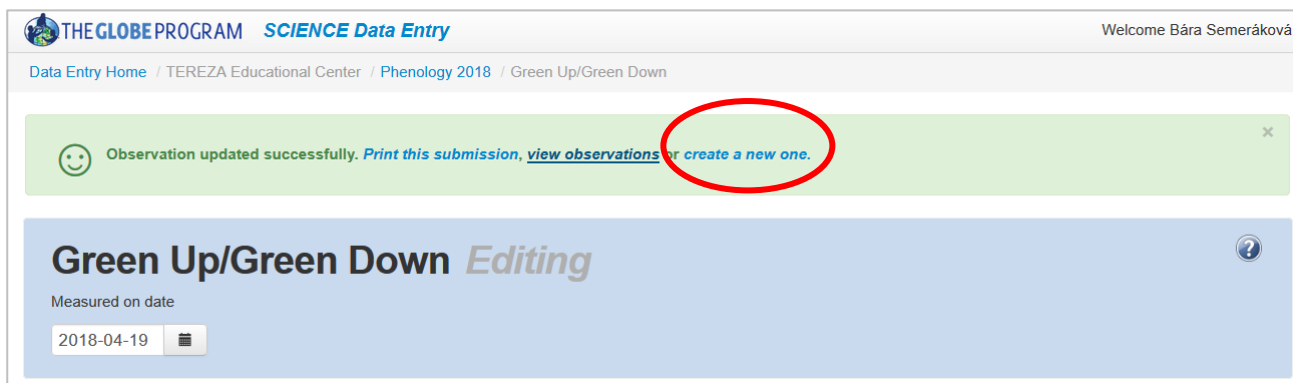 THE GLOBE PROGRAM SCIENCE Data Entry Welcome Bára Semeráková
Data Entry Home / TEREZA Educational Center / Phenology 2018 / Green Up/Green Down
Observation updated successfully. Print this submission, view observations or create a new one. ×
Green Up/Green Down Editing ?
Measured on date
2018-04-19